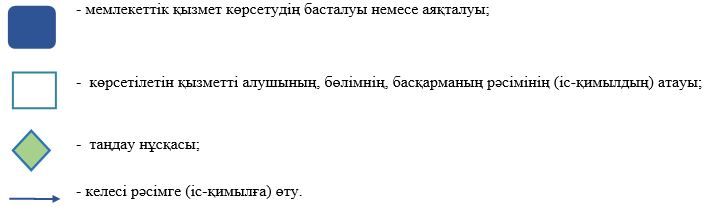 - мемлекеттік қызмет көрсетудің басталуы немесе аяқталуы;
- көрсетілетін қызметті алушының, бөлімнің, басқарманың рәсімінің (іс-қимылдың) атауы;
- таңдау нұсқасы;
- келесі рәсімге (іс-қимылға) өту.